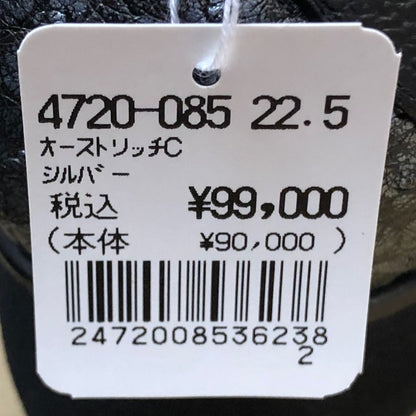 4720-085 22.5
ｵｰｽﾄﾘｯﾁC
ｼﾙﾊﾞｰ
税込 ¥99,000
(本体 ¥90,000 )
2472008536238
2